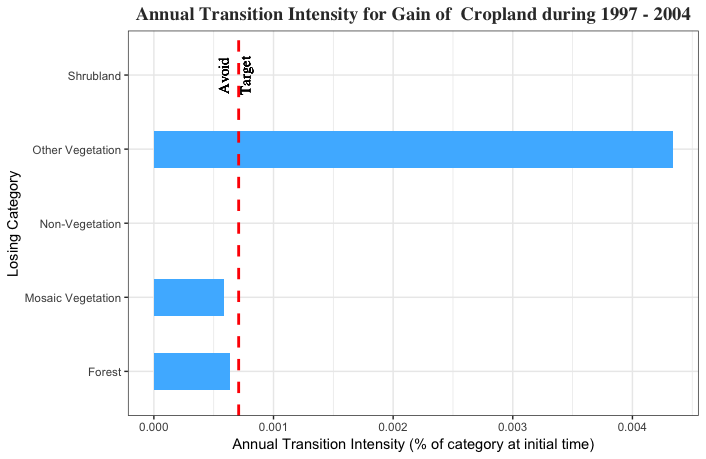 Annual Transition Intensity for Gain of  Cropland during 1997 - 2004
Avoid
Target
Losing Category
Shrubland
Other Vegetation
Non-Vegetation
Mosaic Vegetation
Forest
0.000 0.001 0.002 0.003 0.004
Annual Transition Intensity (% of category at initial time)